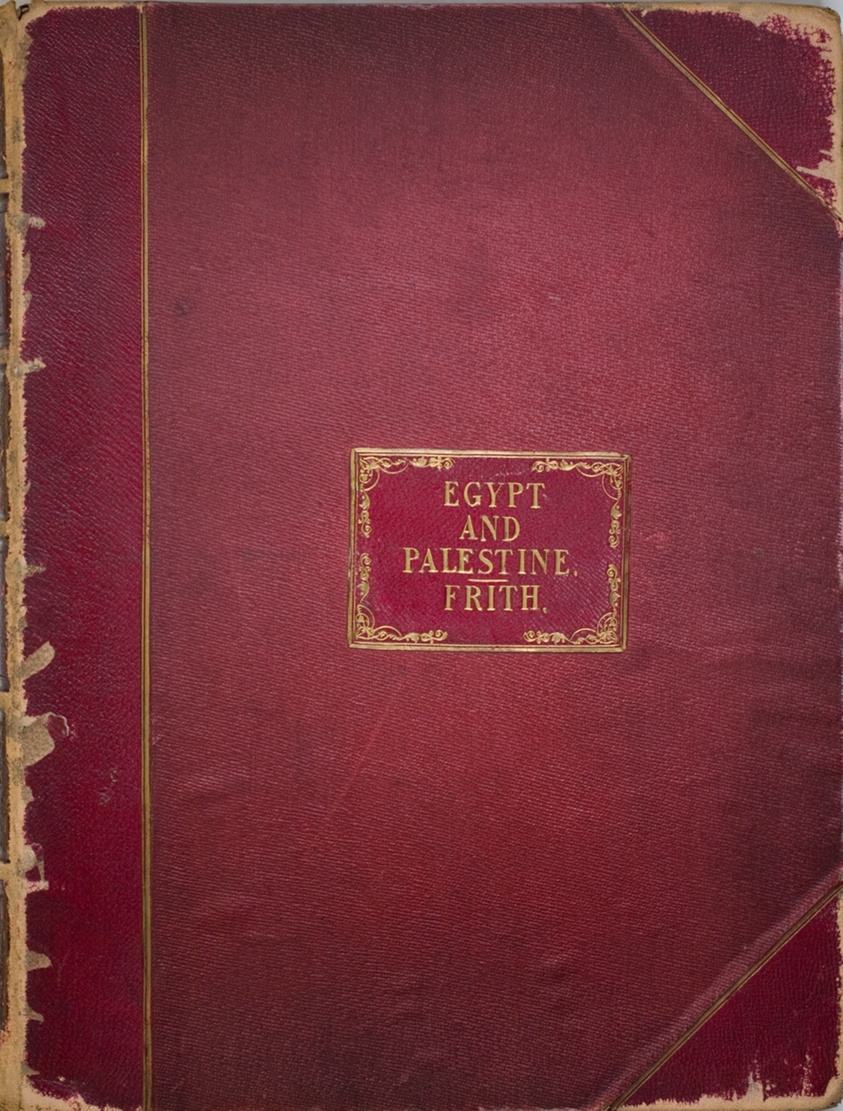 EGYPT
AND
PALESTINE.
FRITH.